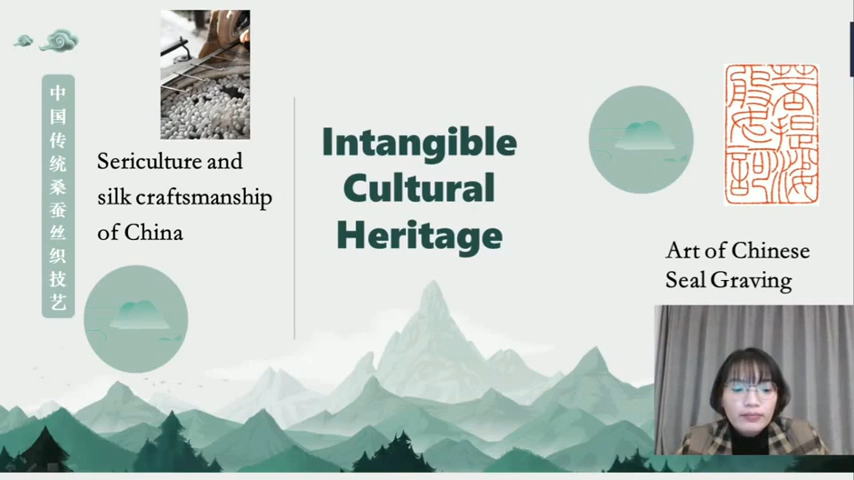 中国传统桑蚕丝织技艺
Sericulture and
silk craftsmanship
of China
Intangible
Cultural
Heritage
Art of Chinese
Seal Graving